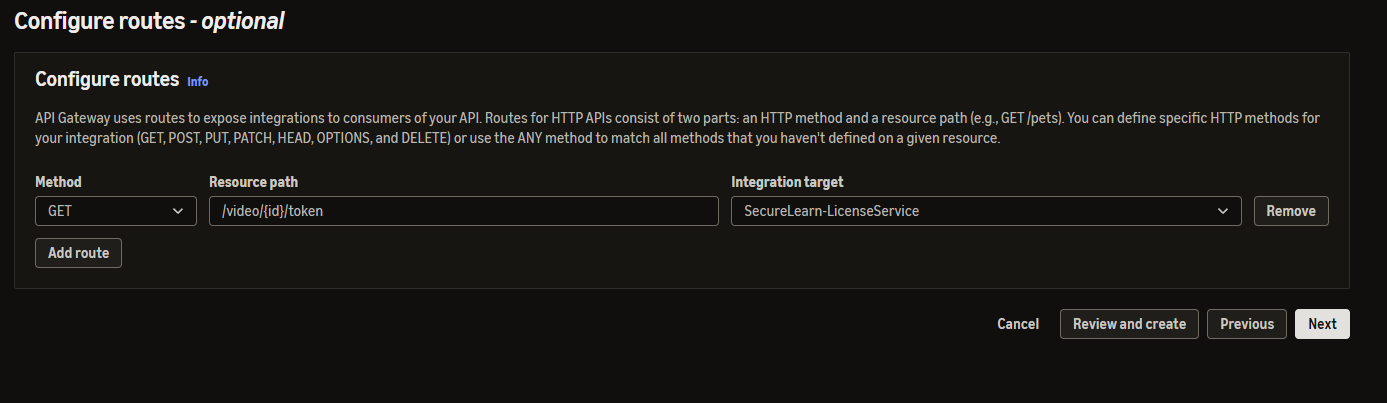 Configure routes - optional
Configure routes Info
API Gateway uses routes to expose integrations to consumers of your API. Routes for HTTP APIs consist of two parts: an HTTP method and a resource path (e.g., GET /pets). You can define specific HTTP methods for
your integration (GET, POST, PUT, PATCH, HEAD, OPTIONS, and DELETE) or use the ANY method to match all methods that you haven't defined on a given resource.
Method Resource path Integration target
GET /video/{id}/token SecureLearn-LicenseService Remove
Add route
Cancel Review and create Previous Next